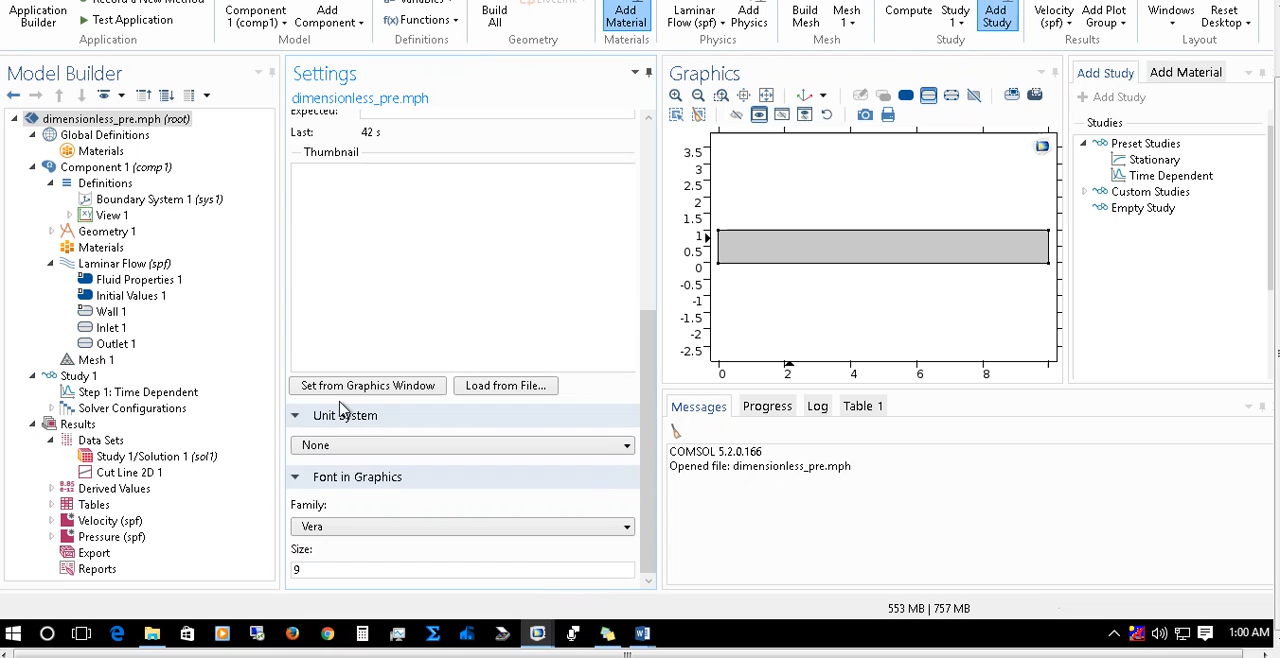 Application Builder
Record a New Method
Test Application
Application
Component 1 (comp1)
Add Component
Model
Variables
f(x) Functions
Definitions
Build All
LiveLink
Geometry
Add Material
Materials
Laminar Flow (spf)
Add Physics
Physics
Build Mesh
Mesh 1
Mesh
Compute
Study 1
Add Study
Study
Velocity (spf)
Add Plot Group
Results
Windows
Reset Desktop
Layout
Model Builder
dimensionless_pre.mph (root)
Global Definitions
Materials
Component 1 (comp1)
Definitions
Boundary System 1 (sys1)
View 1
Geometry 1
Materials
Laminar Flow (spf)
Fluid Properties 1
Initial Values 1
Wall 1
Inlet 1
Outlet 1
Mesh 1
Study 1
Step 1: Time Dependent
Solver Configurations
Results
Data Sets
Study 1/Solution 1 (sol1)
Cut Line 2D 1
Derived Values
Tables
Velocity (spf)
Pressure (spf)
Export
Reports
Settings
dimensionless_pre.mph
Expected:
Last: 42 s
Thumbnail
Set from Graphics Window
Load from File...
Unit System
None
Font in Graphics
Family:
Vera
Size:
9
Graphics
3.5
3
2.5
2
1.5
1
0.5
0
-0.5
-1
-1.5
-2
-2.5
0 2 4 6 8
Messages Progress Log Table 1
COMSOL 5.2.0.166
Opened file: dimensionless_pre.mph
Add Study Add Material
Add Study
Studies
Preset Studies
Stationary
Time Dependent
Custom Studies
Empty Study
553 MB | 757 MB
1:00 AM